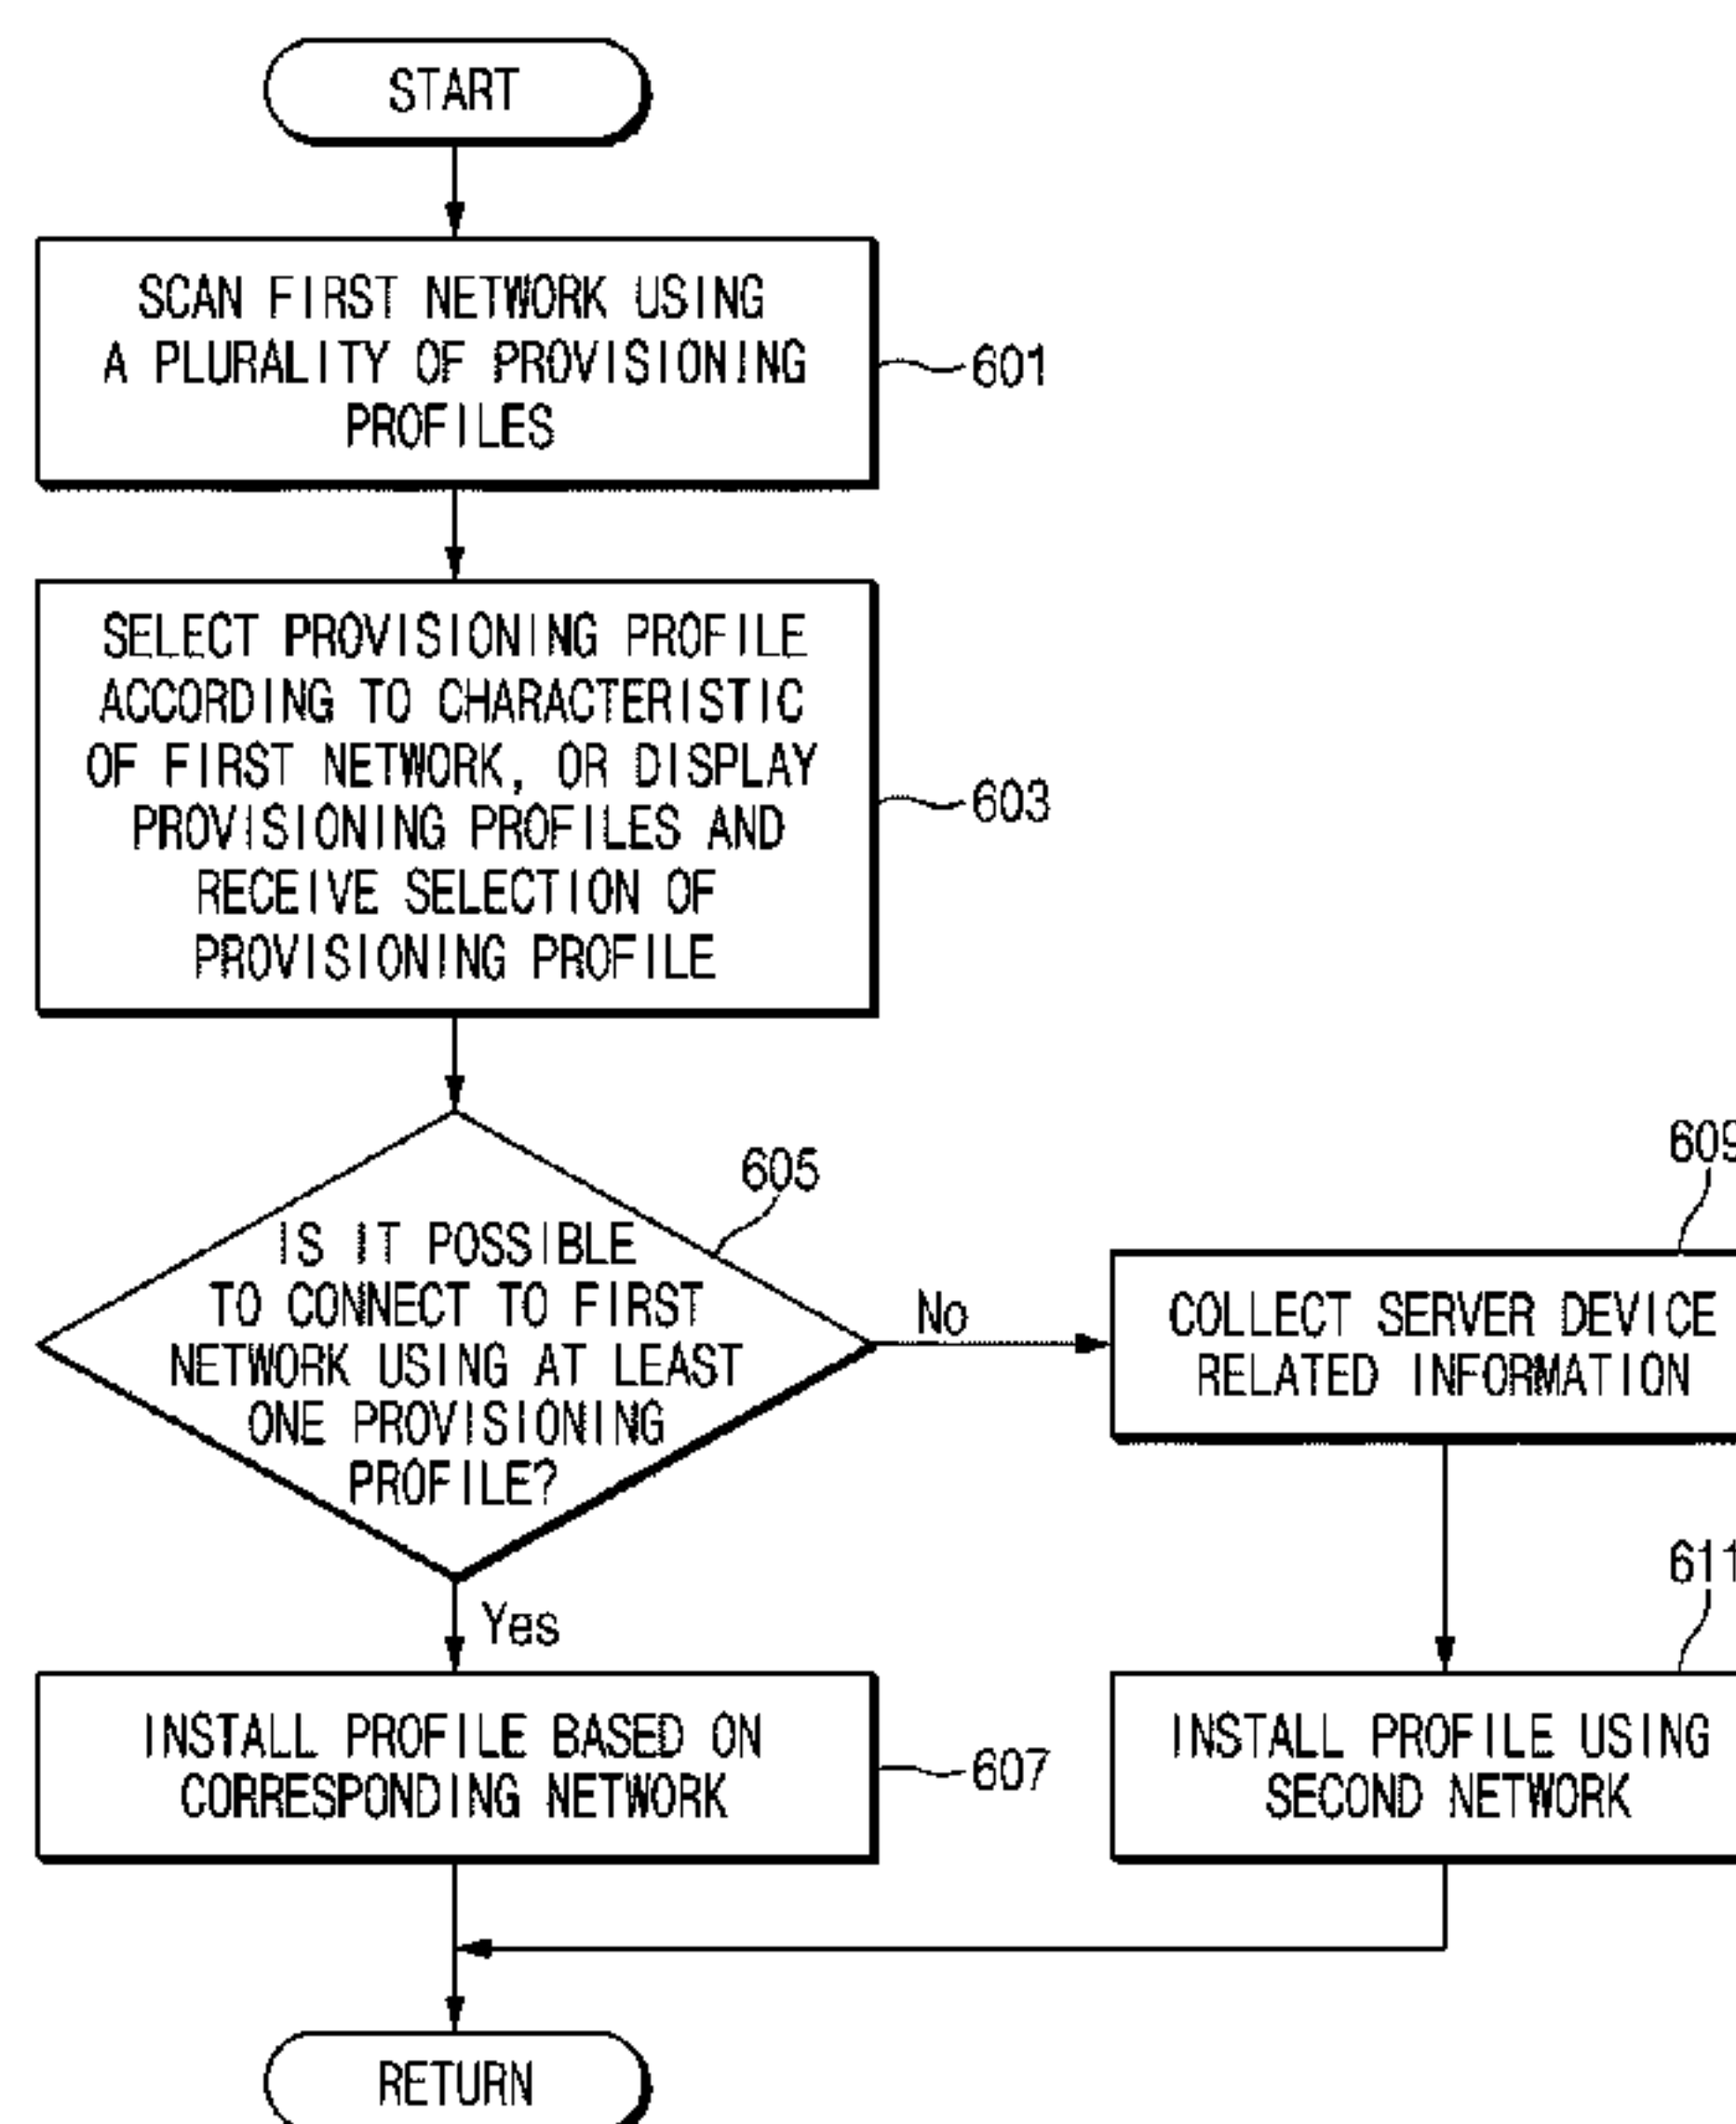 START
SCAN FIRST NETWORK USING
A PLURALITY OF PROVISIONING
PROFILES
601
SELECT PROVISIONING PROFILE
ACCORDING TO CHARACTERISTIC
OF FIRST NETWORK, OR DISPLAY
PROVISIONING PROFILES AND
RECEIVE SELECTION OF
PROVISIONING PROFILE
603
605
IS IT POSSIBLE
TO CONNECT TO FIRST
NETWORK USING AT LEAST
ONE PROVISIONING
PROFILE?
No
609
COLLECT SERVER DEVICE
RELATED INFORMATION
Yes
INSTALL PROFILE BASED ON
CORRESPONDING NETWORK
607
611
INSTALL PROFILE USING
SECOND NETWORK
RETURN